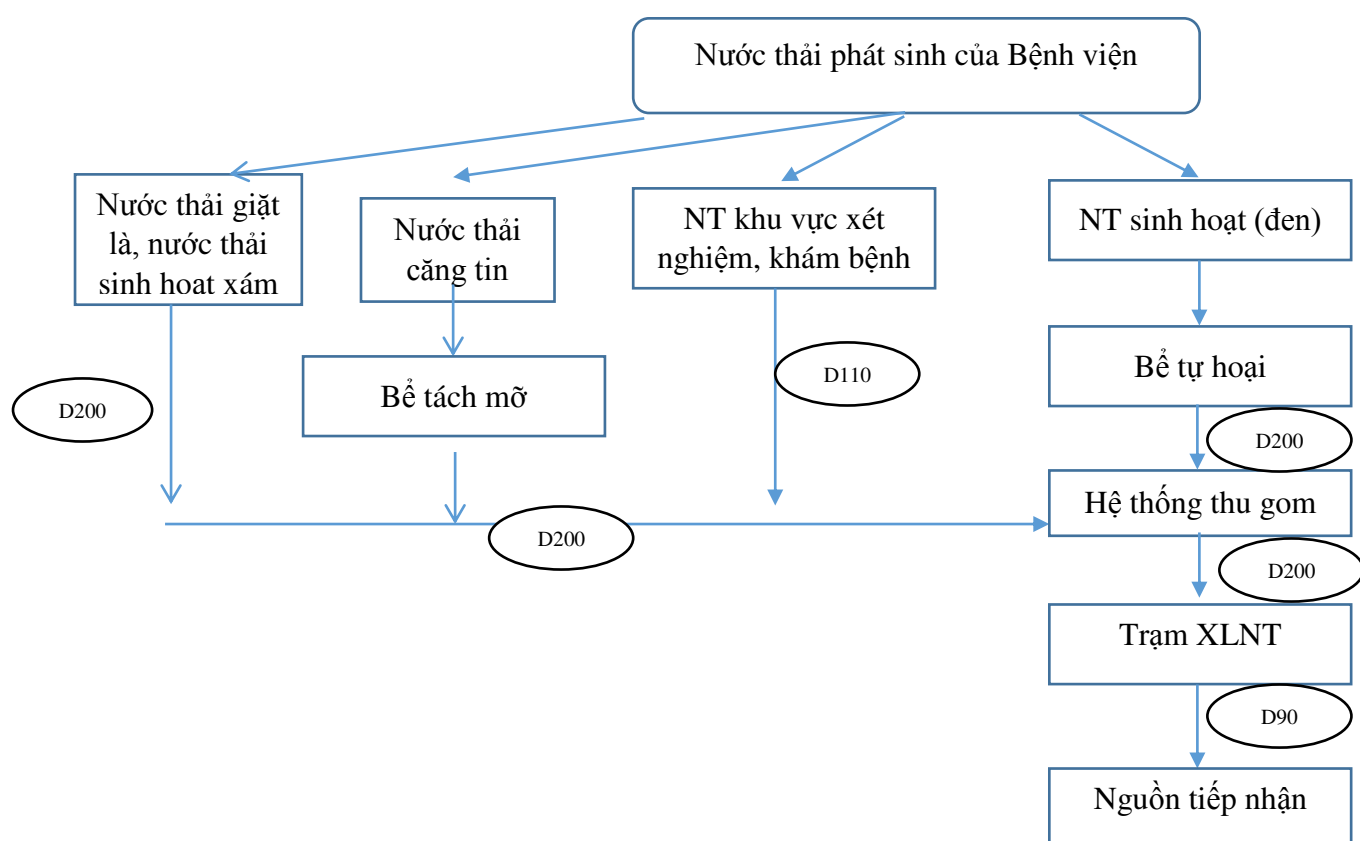 Nước thải phát sinh của Bệnh viện
Nước thải giặt
là, nước thải
sinh hoat xám
Nước thải
căng tin
NT khu vực xét
nghiệm, khám bệnh
NT sinh hoạt (đen)
Bể tách mỡ
D110
Bể tự hoại
D200
D200
Hệ thống thu gom
D200
D200
Trạm XLNT
D90
Nguồn tiếp nhận